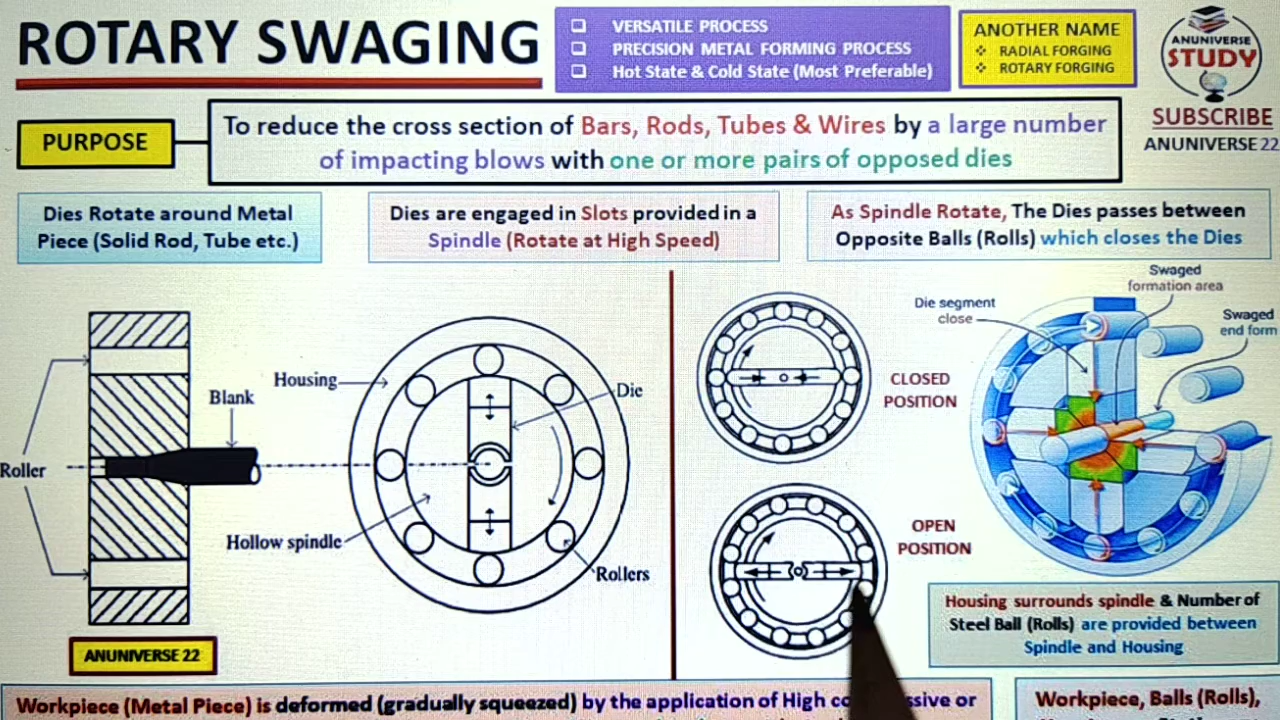 ROTARY SWAGING
VERSATILE PROCESS
PRECISION METAL FORMING PROCESS
Hot State & Cold State (Most Preferable)
ANOTHER NAME
RADIAL FORGING
ROTARY FORGING
ANUNIVERSE
STUDY
SUBSCRIBE
ANUNIVERSE 22
PURPOSE
To reduce the cross section of Bars, Rods, Tubes & Wires by a large number
of impacting blows with one or more pairs of opposed dies
Dies Rotate around Metal
Piece (Solid Rod, Tube etc.)
Dies are engaged in Slots provided in a
Spindle (Rotate at High Speed)
As Spindle Rotate, The Dies passes between
Opposite Balls (Rolls) which closes the Dies
Roller
Blank
Housing
Die
Hollow spindle
Rollers
ANUNIVERSE 22
CLOSED
POSITION
OPEN
POSITION
Swaged
formation area
Die segment
close
Swaged
end form
Housing surrounds spindle & Number of
Steel Ball (Rolls) are provided between
Spindle and Housing
Workpiece (Metal Piece) is deformed (gradually squeezed) by the application of High
Workpiece, Balls (Rolls),